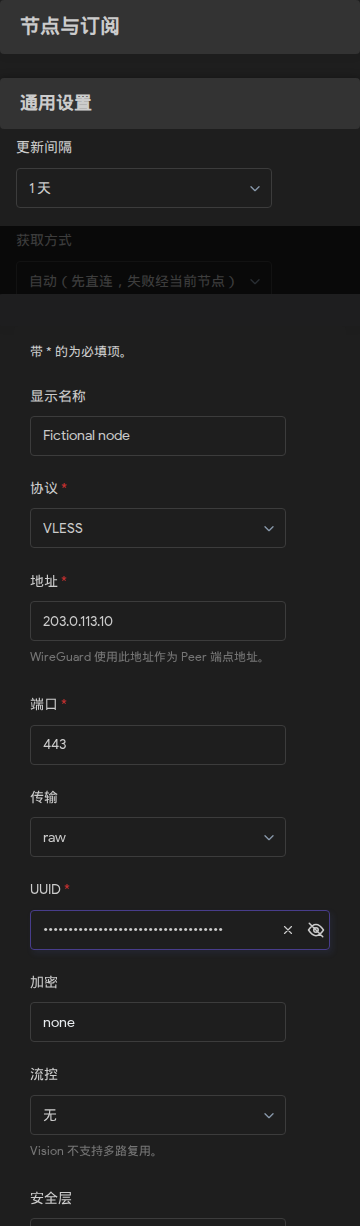 节点与订阅
通用设置
更新间隔
1 天
获取方式
自动（先直连，失败经当前节点）
带 * 的为必填项。
显示名称
Fictional node
协议 *
VLESS
地址 *
203.0.113.10
WireGuard 使用此地址作为 Peer 端点地址。
端口 *
443
传输
raw
UUID *
••••••••••••••••••••••••••••••••••••
加密
none
流控
无
Vision 不支持多路复用。
安全层